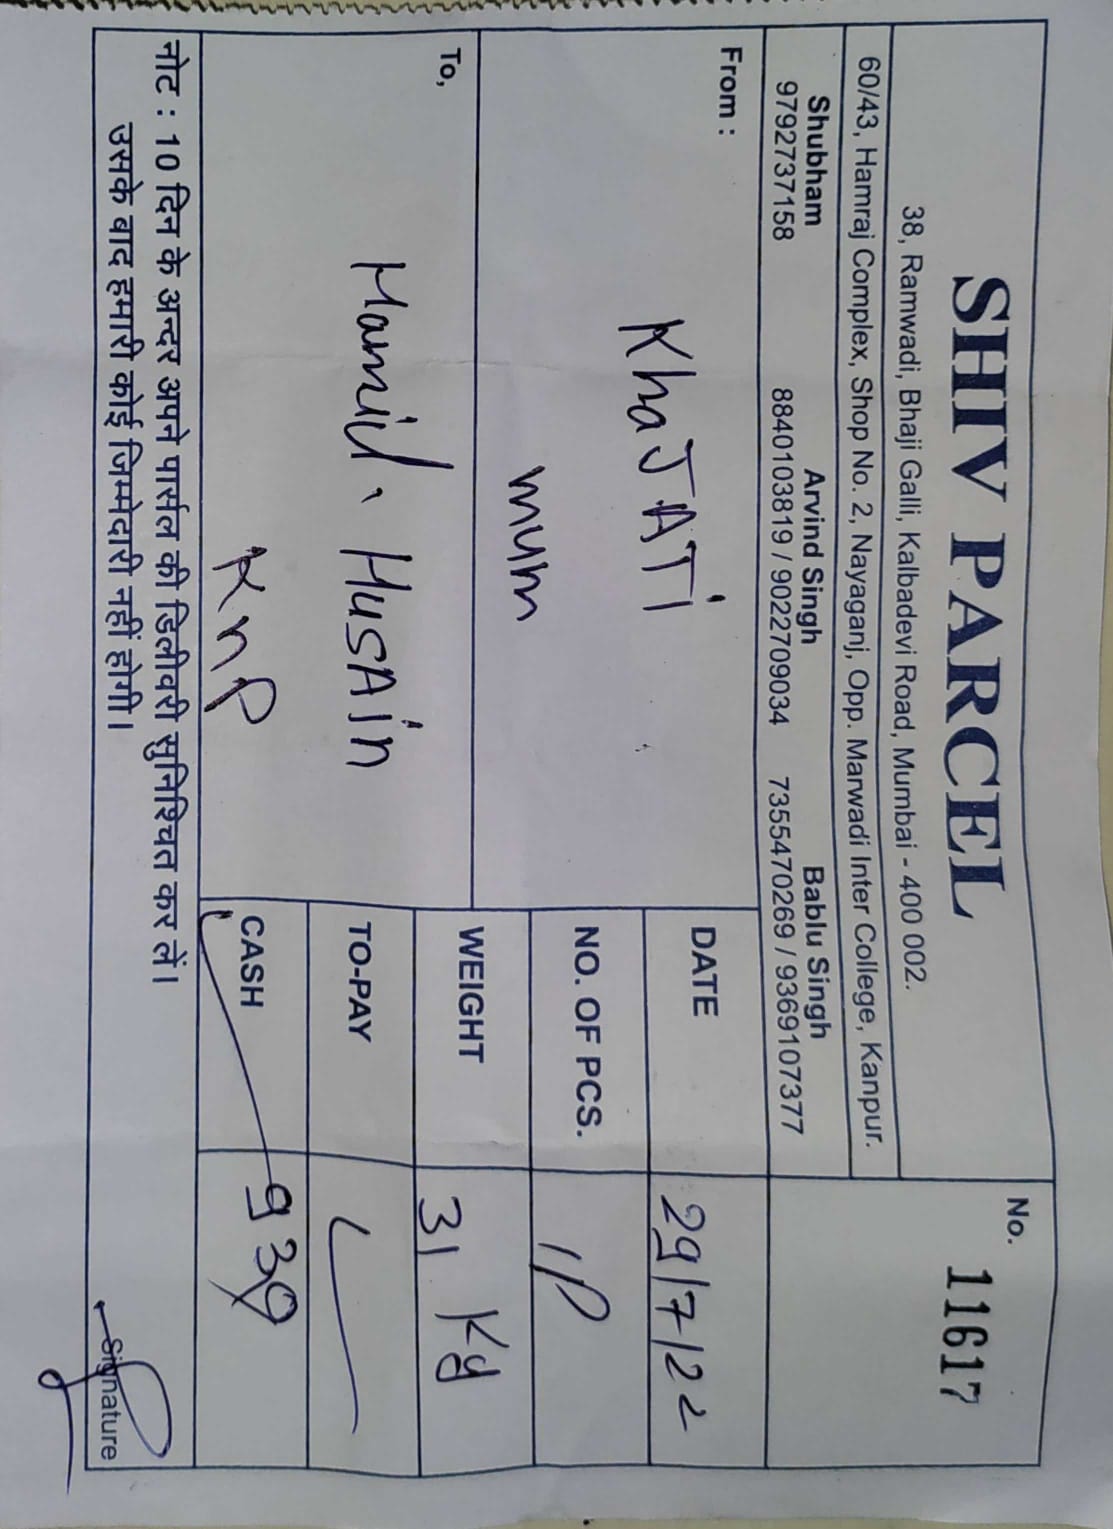 SHIV PARCEL
No. 11617
38, Ramwadi, Bhaji Galli, Kalbadevi Road, Mumbai - 400 002.
60/43, Hamraj Complex, Shop No. 2, Nayaganj, Opp. Marwadi Inter College, Kanpur.
Shubham Arvind Singh Bablu Singh
9792737158 8840103819 / 9022709034 7355470269 / 9369107377
From :
KhaJATi
mum
DATE 29/7/22
NO. OF PCS.
WEIGHT 31 Kg
To,
Hamid. HusAin
KnP
TO-PAY
CASH
नोट : 10 दिन के अन्दर अपने पार्सल की डिलीवरी सुनिश्चित कर लें।
उसके बाद हमारी कोई जिम्मेदारी नहीं होगी।
Signature